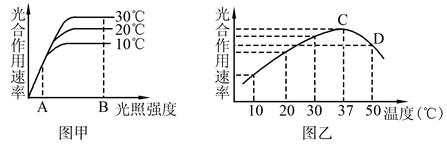 光合作用速率
30℃
20℃
10℃
A
B
光照强度
图甲
光合作用速率
C
D
10
20
30
37
50
温度(℃)
图乙